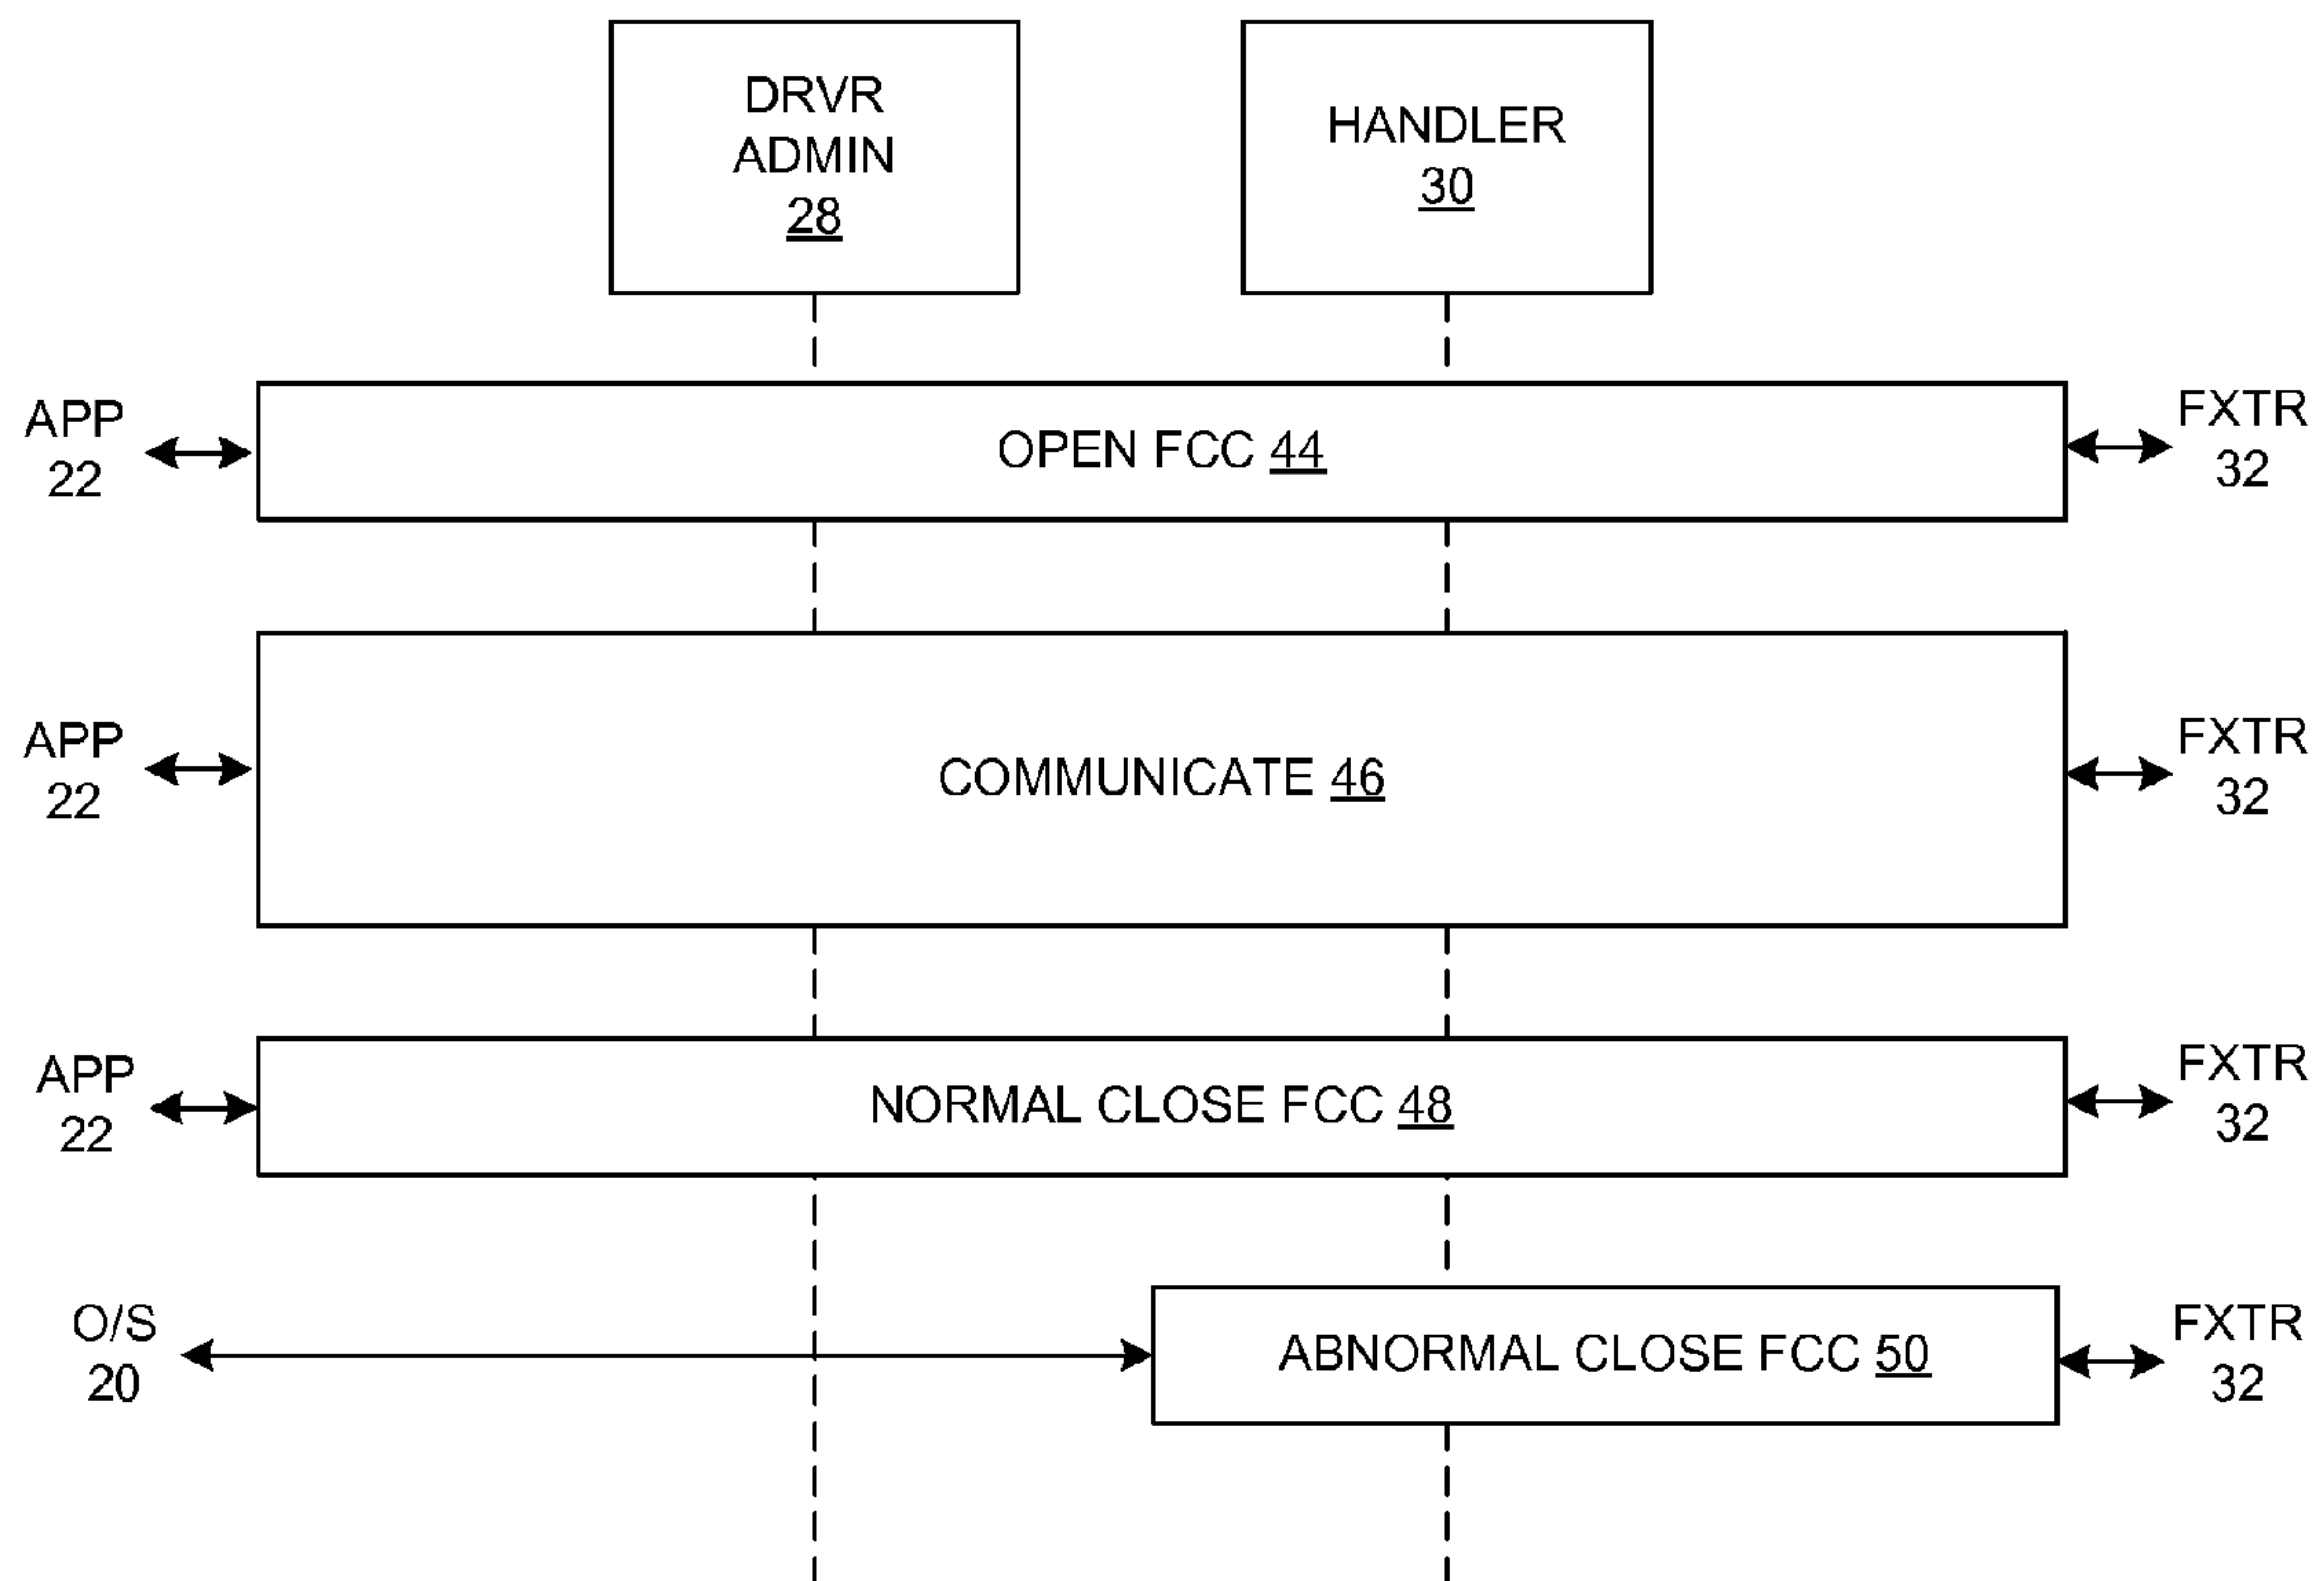 DRVR
ADMIN
28
HANDLER
30
APP
22
OPEN FCC 44
FXTR
32
APP
22
COMMUNICATE 46
FXTR
32
APP
22
NORMAL CLOSE FCC 48
FXTR
32
O/S
20
ABNORMAL CLOSE FCC 50
FXTR
32